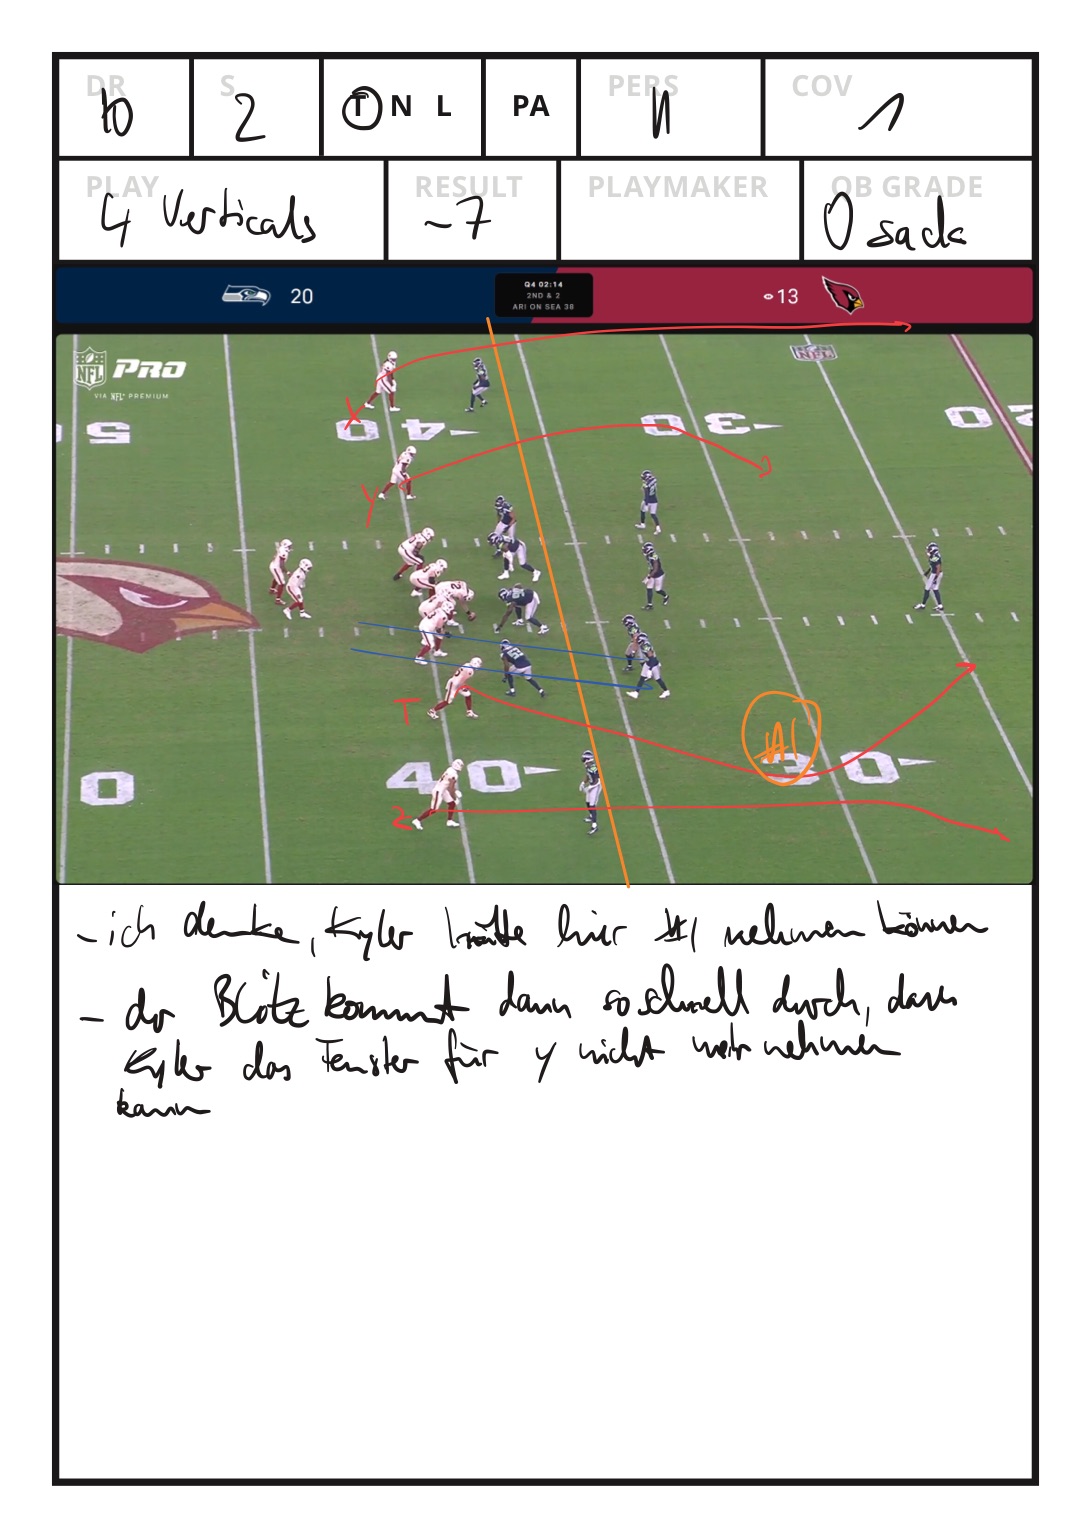 DR S T N L PA PERS COV
10 2 11 1
PLAY RESULT PLAYMAKER QB GRADE
4 Verticals -7 0 sack
20 Q4 02:14 13
2ND & 2
ARI ON SEA 38
NFL PRO
VIA NFL+ PREMIUM
NFL
X
Y
T
Z
#1
- ich denke, Kyler hätte hier #1 nehmen können
- der Blitz kommt dann so schnell durch, dass
Kyler das Fenster für Y nicht mehr nehmen
kann